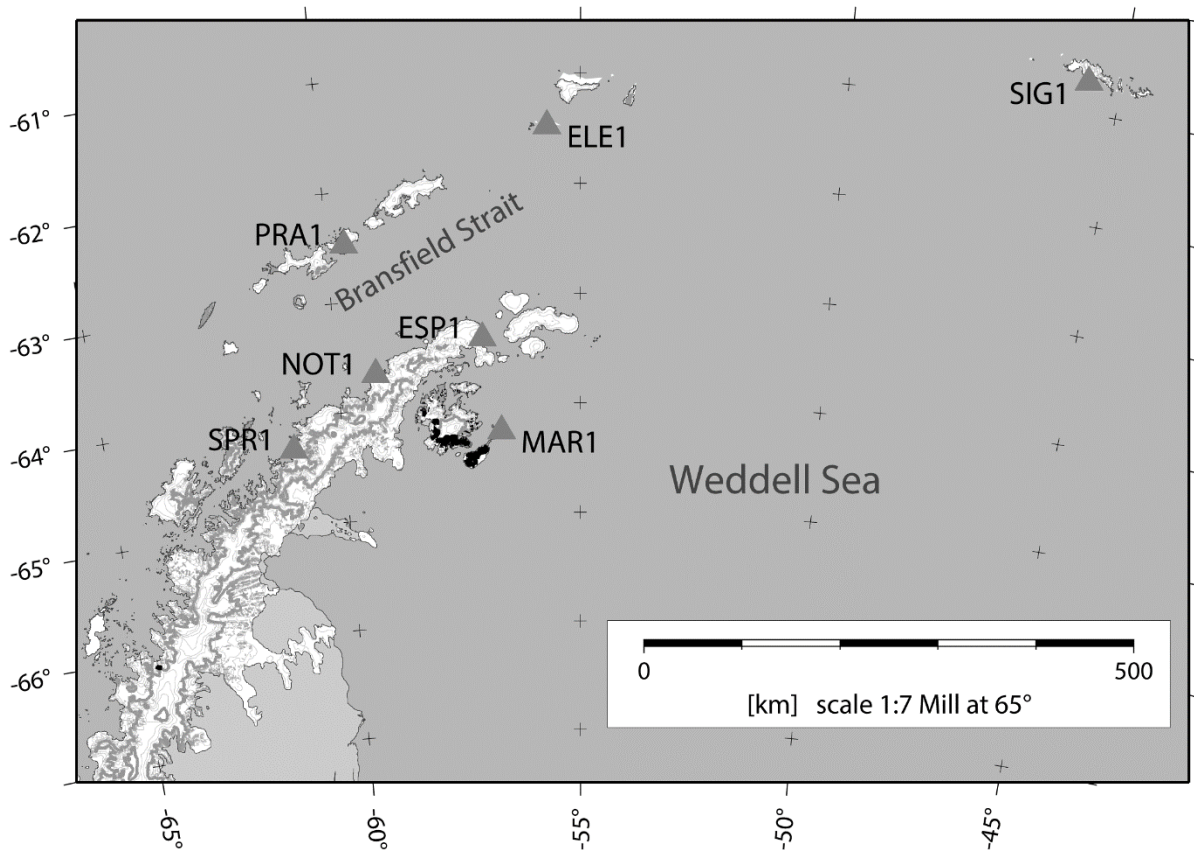 -61°
SIG1
ELE1
-62°
PRA1
Bransfield Strait
-63°
ESP1
NOT1
-64°
SPR1
MAR1
Weddell Sea
-65°
-66°
0
500
[km] scale 1:7 Mill at 65°
-65°
-60°
-55°
-50°
-45°